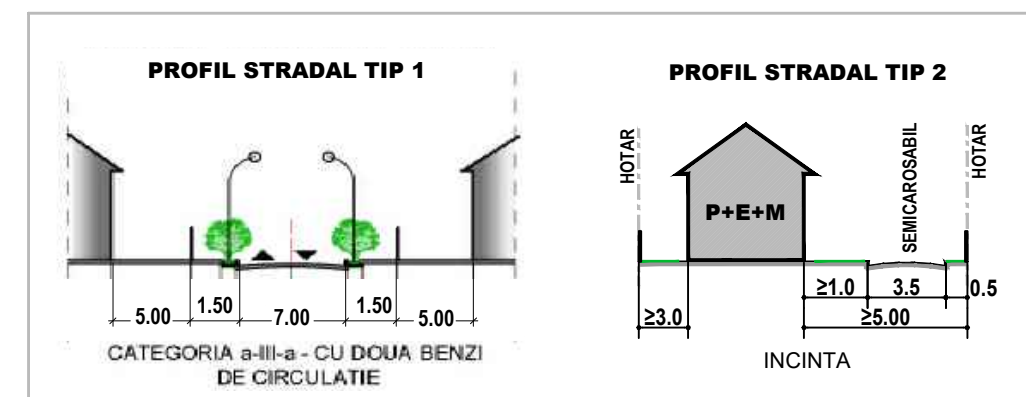 PROFIL STRADAL TIP 1
5.00 1.50 7.00 1.50 5.00
CATEGORIA a-III-a - CU DOUA BENZI
DE CIRCULATIE
PROFIL STRADAL TIP 2
HOTAR
P+E+M
SEMICAROSABIL
HOTAR
≥1.0 3.5 0.5
≥3.0 ≥5.00
INCINTA